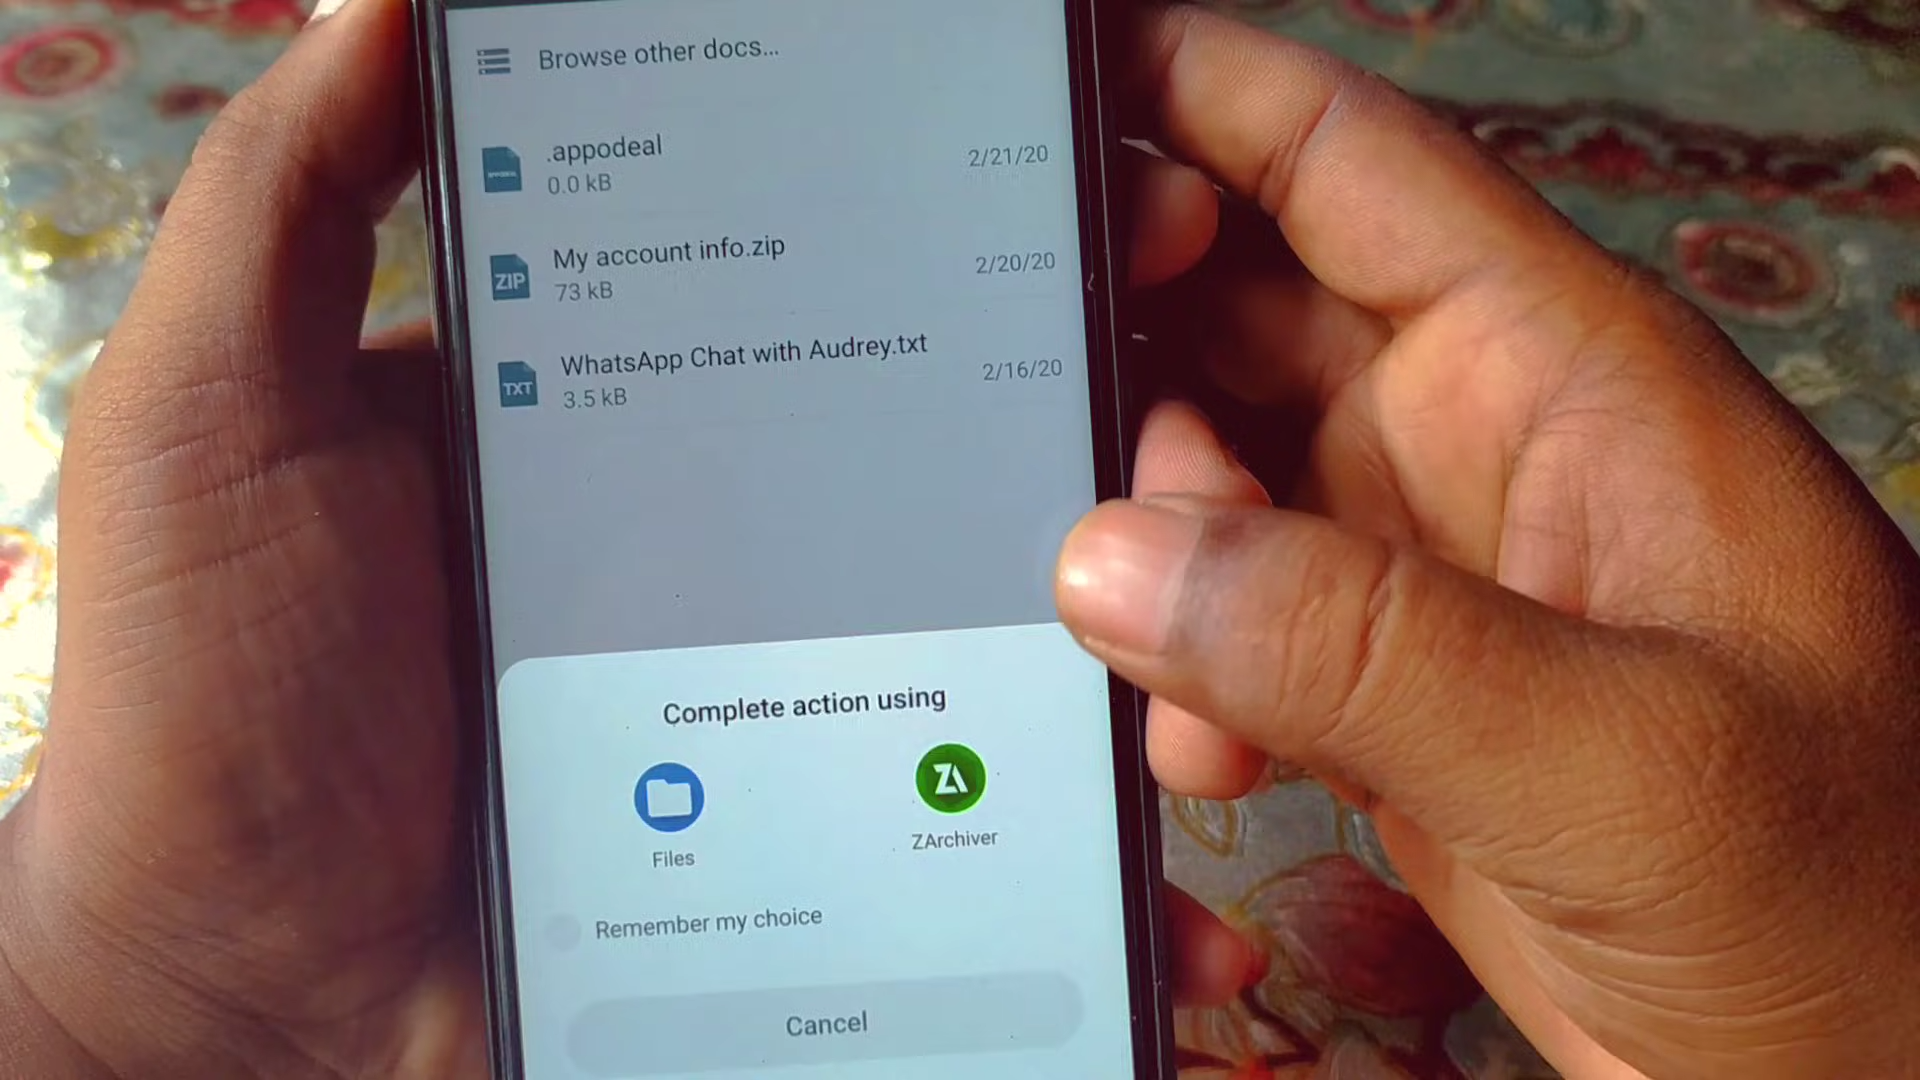 Browse other docs...
.appodeal
0.0 kB
2/21/20
ZIP
My account info.zip
73 kB
2/20/20
TXT
WhatsApp Chat with Audrey.txt
3.5 kB
2/16/20
Complete action using
Files
ZA
ZArchiver
Remember my choice
Cancel